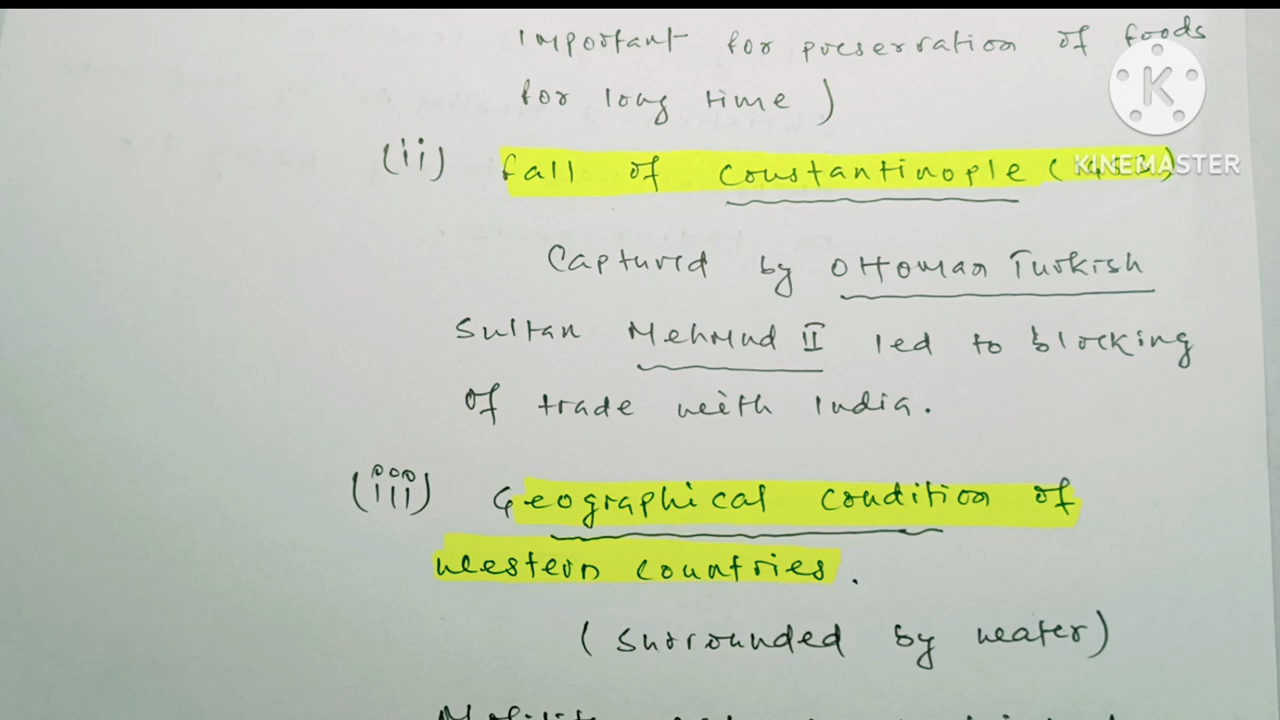 important for preservation of foods
for long time )
(ii) fall of constantinople (
KINEMASTER
captured by ottoman Turkish
Sultan Mehmud II led to blocking
of trade with India.
(iii) Geographical condition of
western countries.
( surrounded by water)